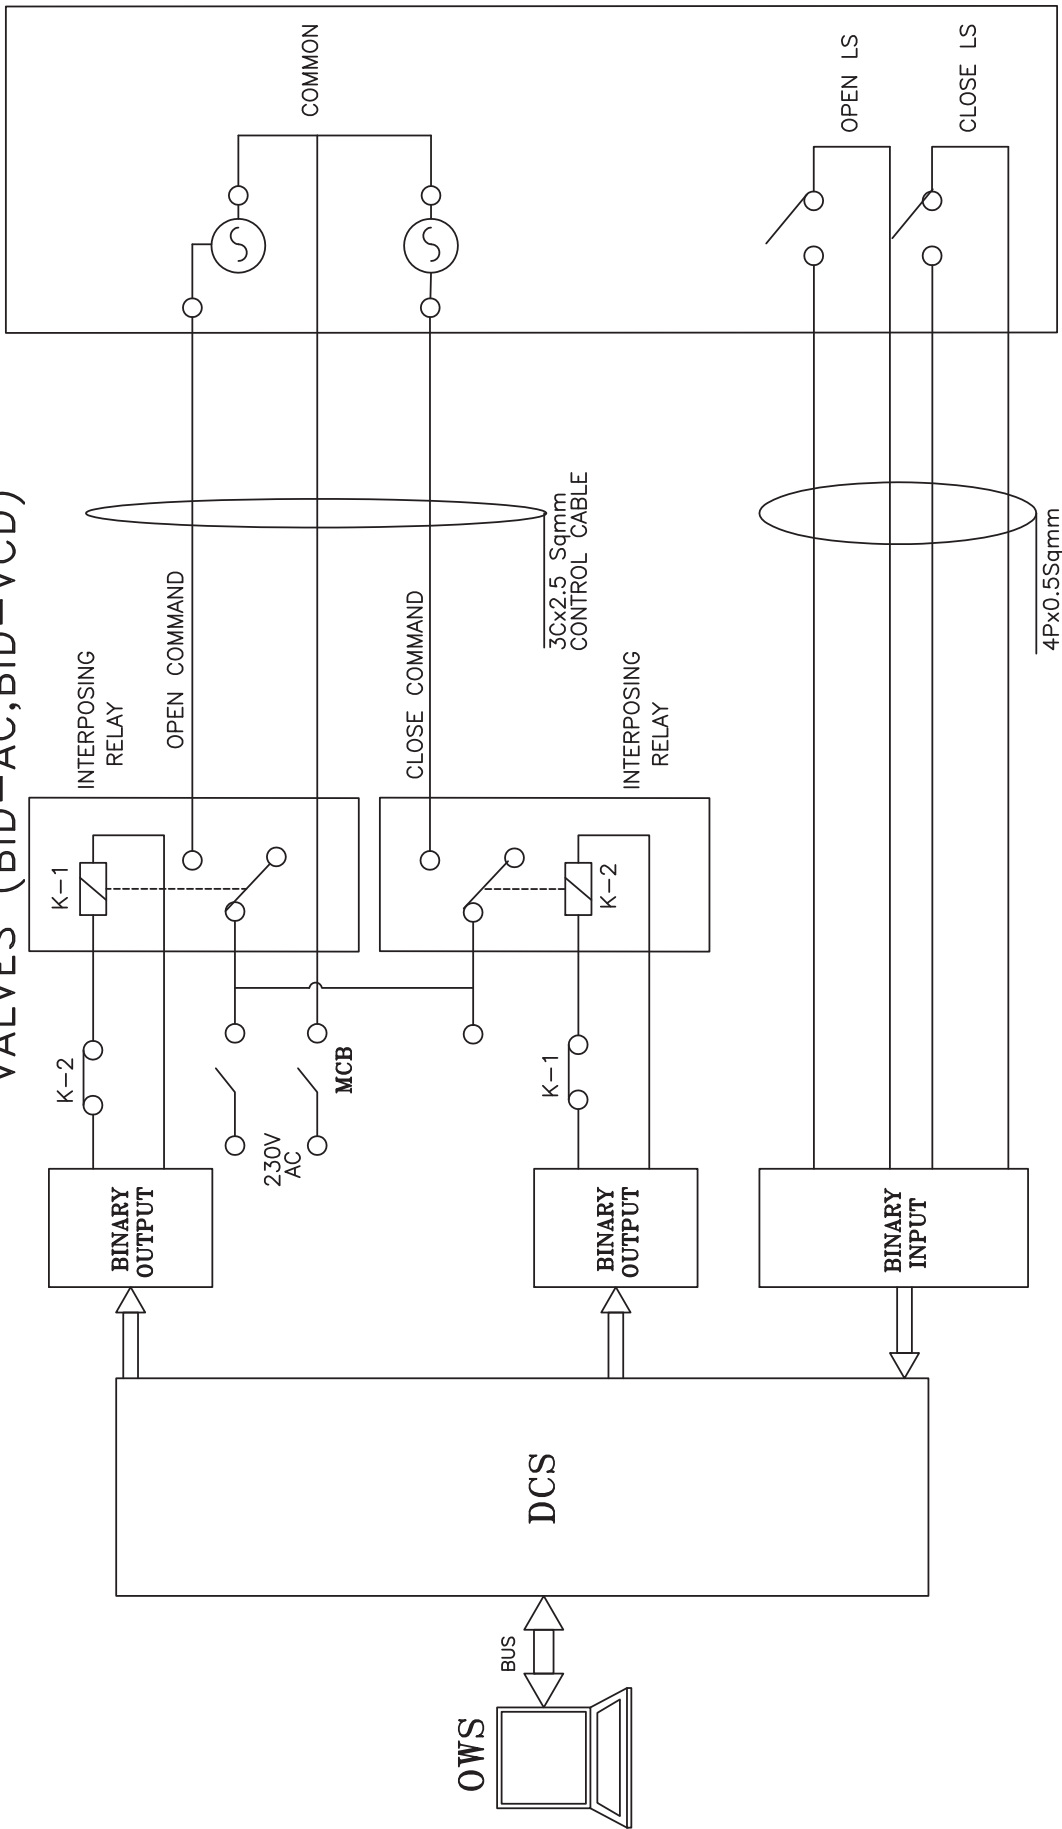 VALVES (BID-AC,BID-VCD)
K-2
K-1
INTERPOSING
RELAY
OPEN COMMAND
COMMON
BINARY
OUTPUT
230V
AC
MCB
CLOSE COMMAND
3Cx2.5 Sqmm
CONTROL CABLE
OWS
BUS
DCS
BINARY
OUTPUT
K-1
K-2
INTERPOSING
RELAY
OPEN LS
CLOSE LS
BINARY
INPUT
4Px0.5Sqmm